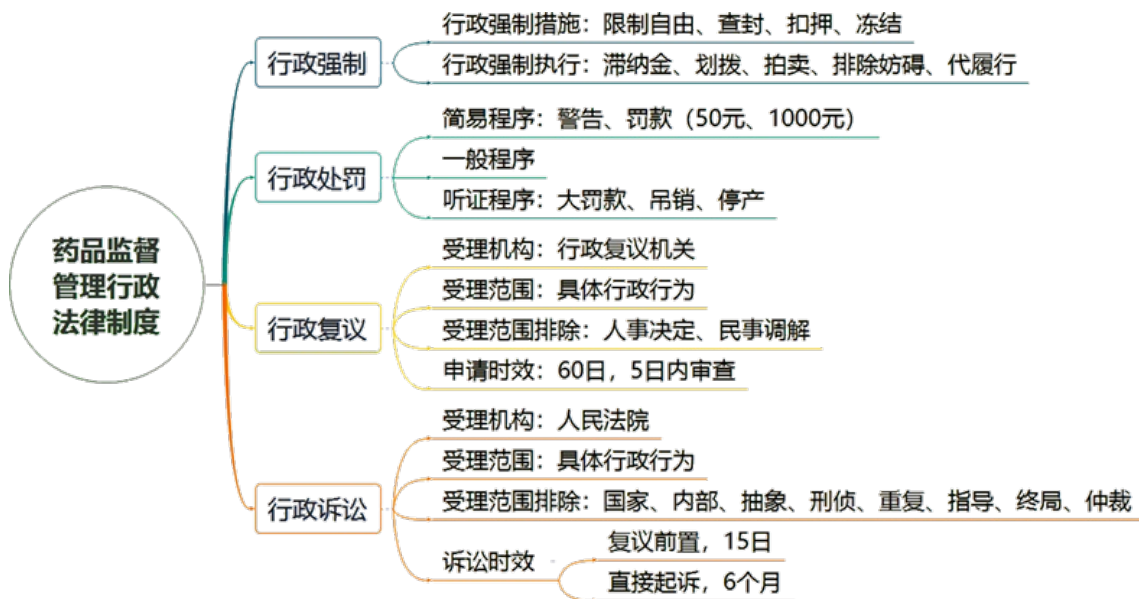 药品监督
管理行政
法律制度
行政强制
行政强制措施：限制自由、查封、扣押、冻结
行政强制执行：滞纳金、划拨、拍卖、排除妨碍、代履行
行政处罚
简易程序：警告、罚款（50元、1000元）
一般程序
听证程序：大罚款、吊销、停产
行政复议
受理机构：行政复议机关
受理范围：具体行政行为
受理范围排除：人事决定、民事调解
申请时效：60日，5日内审查
行政诉讼
受理机构：人民法院
受理范围：具体行政行为
受理范围排除：国家、内部、抽象、刑侦、重复、指导、终局、仲裁
诉讼时效
复议前置，15日
直接起诉，6个月